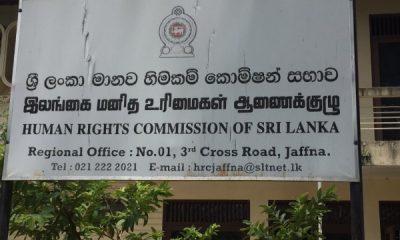 ශ්‍රී ලංකා මානව හිමිකම් කොමිෂන් සභාව
இலங்கை மனித உரிமைகள் ஆணைக்குழு
HUMAN RIGHTS COMMISSION OF SRI LANKA
Regional Office : No.01, 3rd Cross Road, Jaffna.
Tel : 021 222 2021 E-mail : hrcjaffna@sltnet.lk